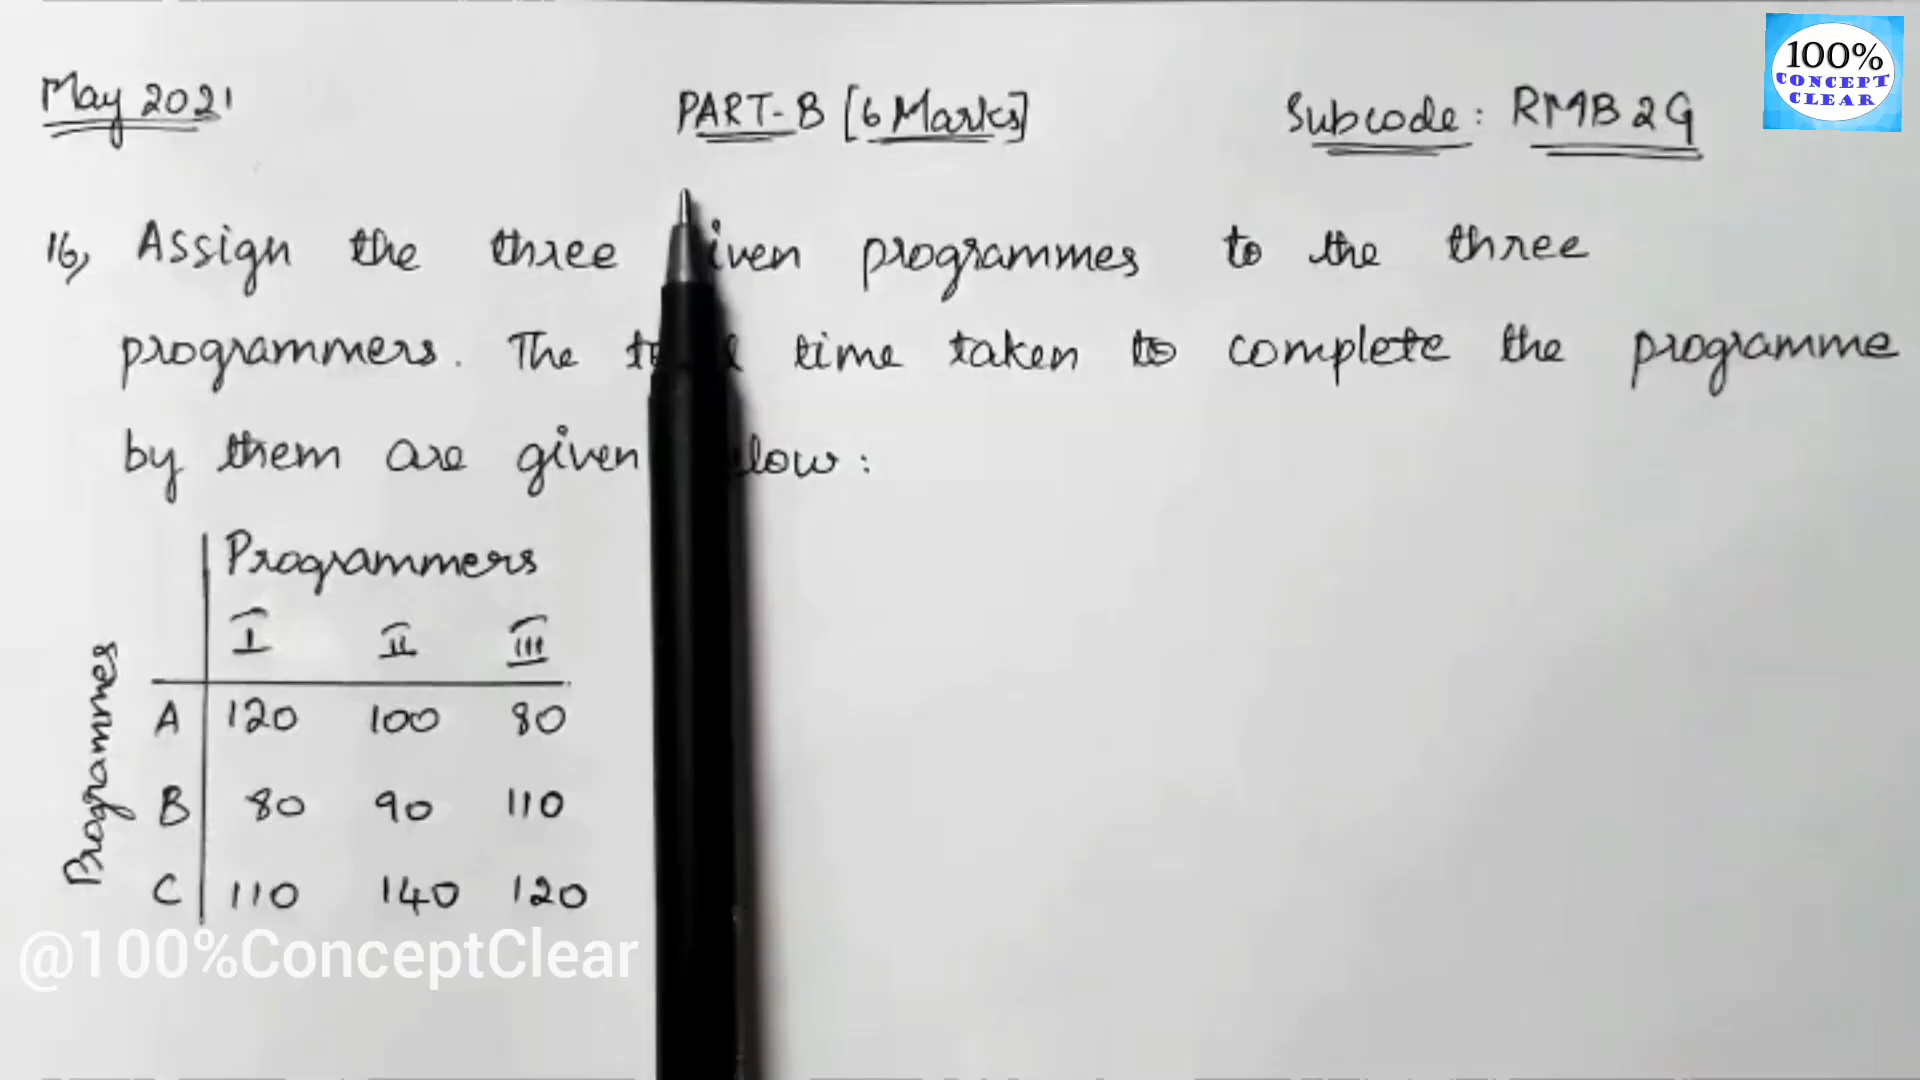 May 2021 PART-B [6 Marks] Subcode: RMB2G
100%
CONCEPT
CLEAR
16, Assign the three programmes to the three
programmers. The time taken to complete the programme
by them are given :
Programmers
I II III
Programmes
A 120 100 80
B 80 90 110
C 110 140 120
@100%ConceptClear